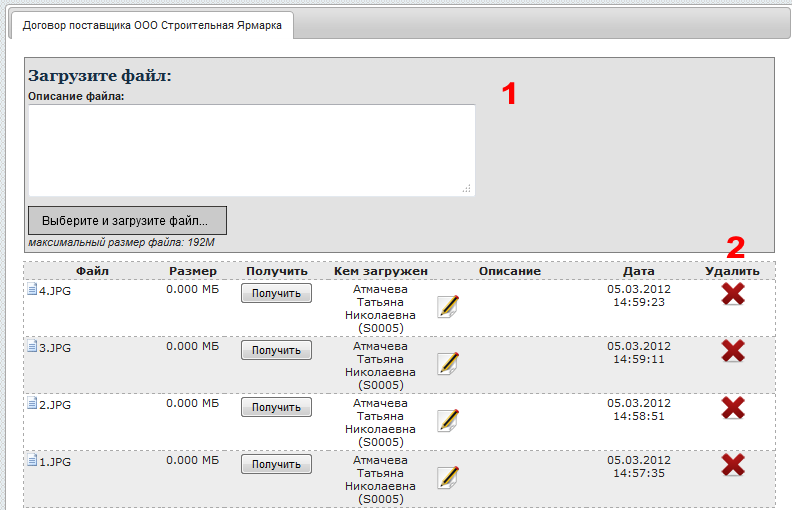 Договор поставщика ООО Строительная Ярмарка
Загрузите файл:
1
Описание файла:
Выберите и загрузите файл...
максимальный размер файла: 192M
2
Файл Размер Получить Кем загружен Описание Дата Удалить
4.JPG 0.000 МБ Получить Атмачева 05.03.2012
Татьяна 14:59:23
Николаевна
(S0005)
3.JPG 0.000 МБ Получить Атмачева 05.03.2012
Татьяна 14:59:11
Николаевна
(S0005)
2.JPG 0.000 МБ Получить Атмачева 05.03.2012
Татьяна 14:58:51
Николаевна
(S0005)
1.JPG 0.000 МБ Получить Атмачева 05.03.2012
Татьяна 14:57:35
Николаевна
(S0005)